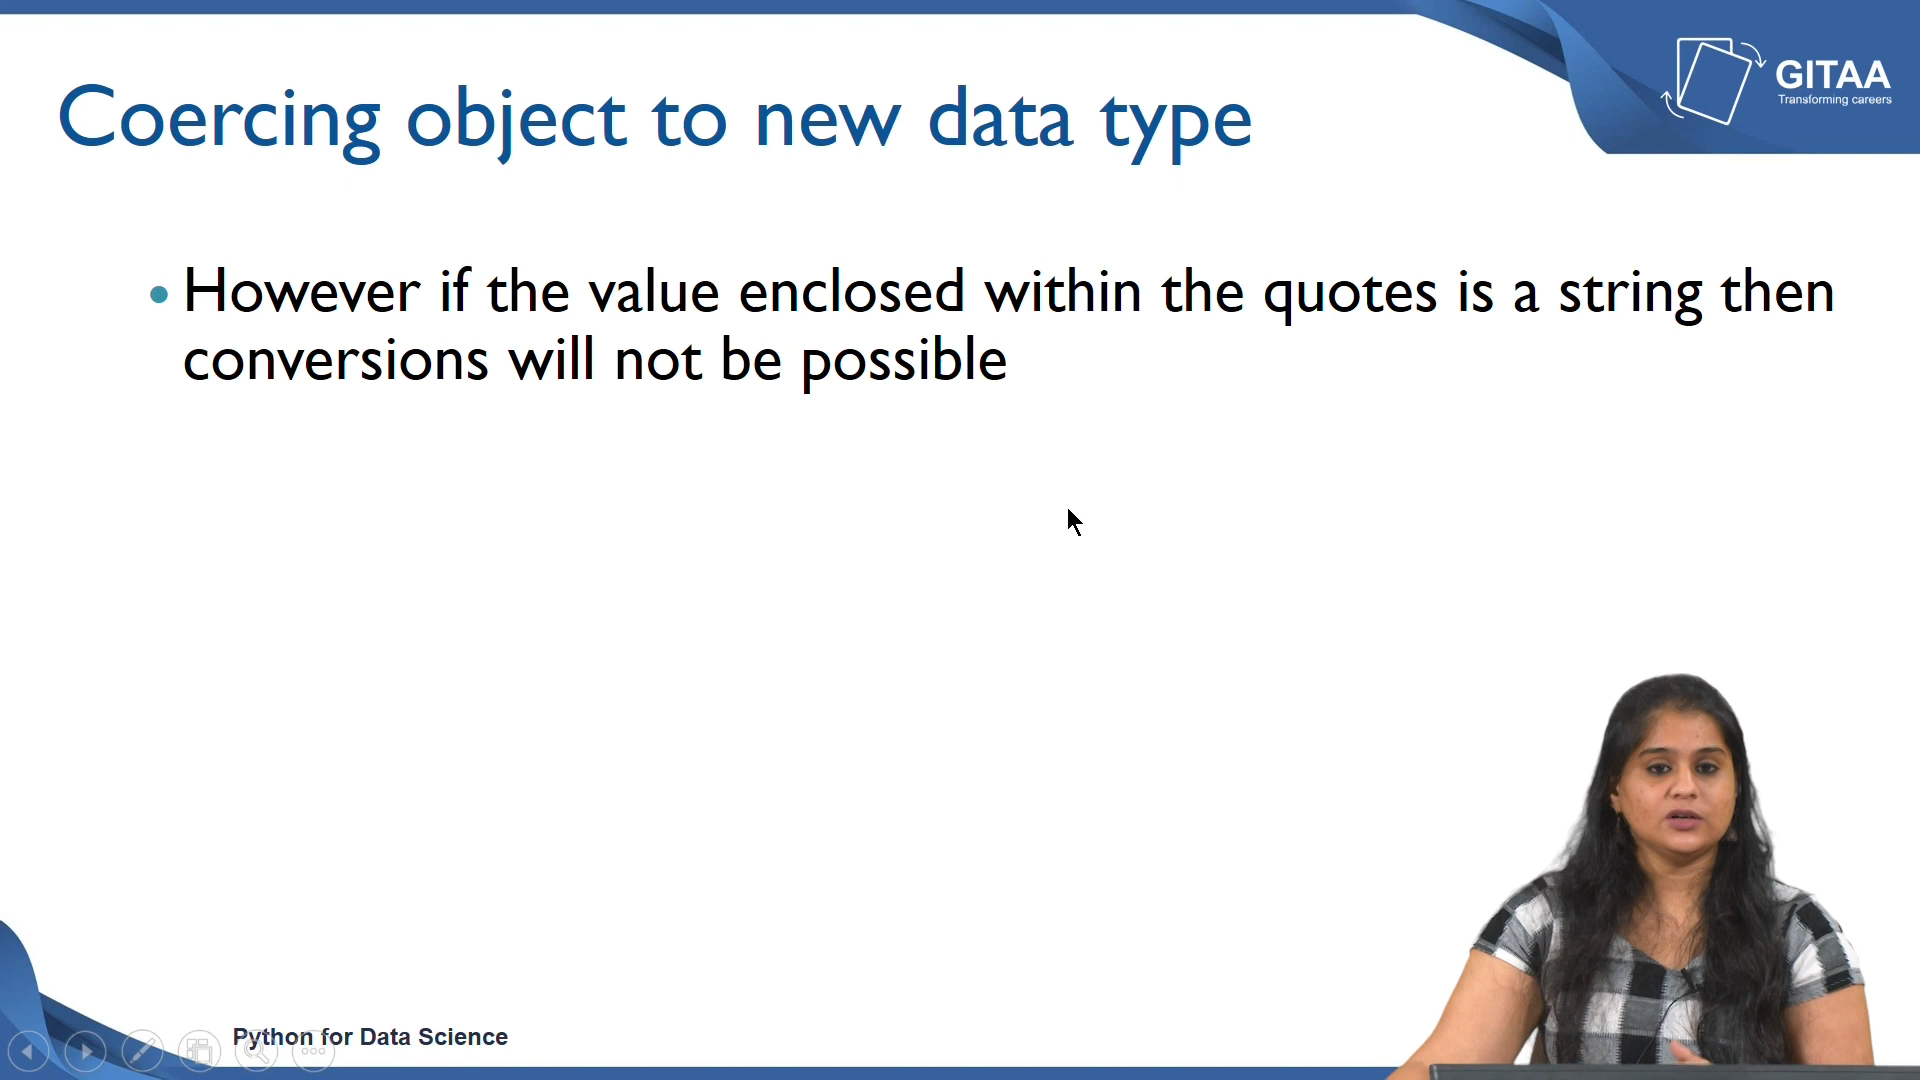 GITAA
Transforming careers
Coercing object to new data type
• However if the value enclosed within the quotes is a string then
conversions will not be possible
Python for Data Science